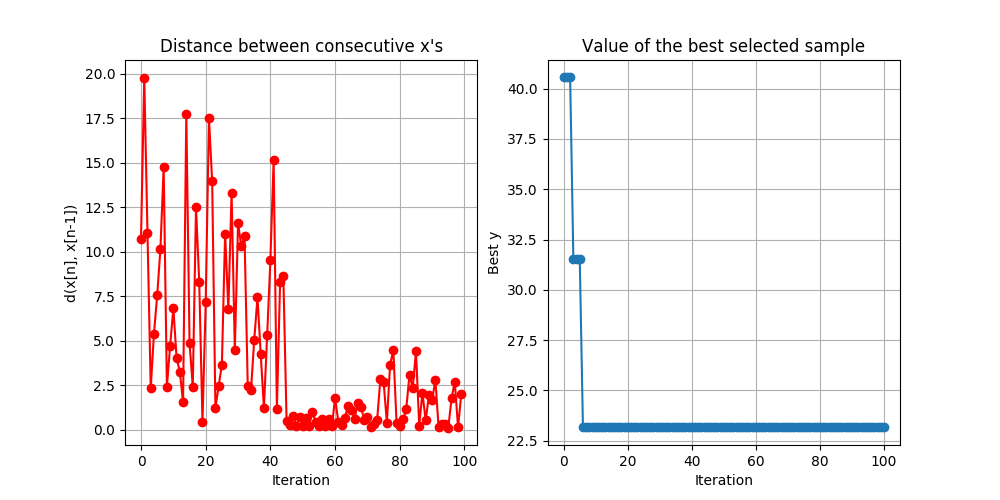 Distance between consecutive x's
d(x[n], x[n-1])
20.0
17.5
15.0
12.5
10.0
7.5
5.0
2.5
0.0
0 20 40 60 80 100
Iteration
Value of the best selected sample
Best y
40.0
37.5
35.0
32.5
30.0
27.5
25.0
22.5
0 20 40 60 80 100
Iteration